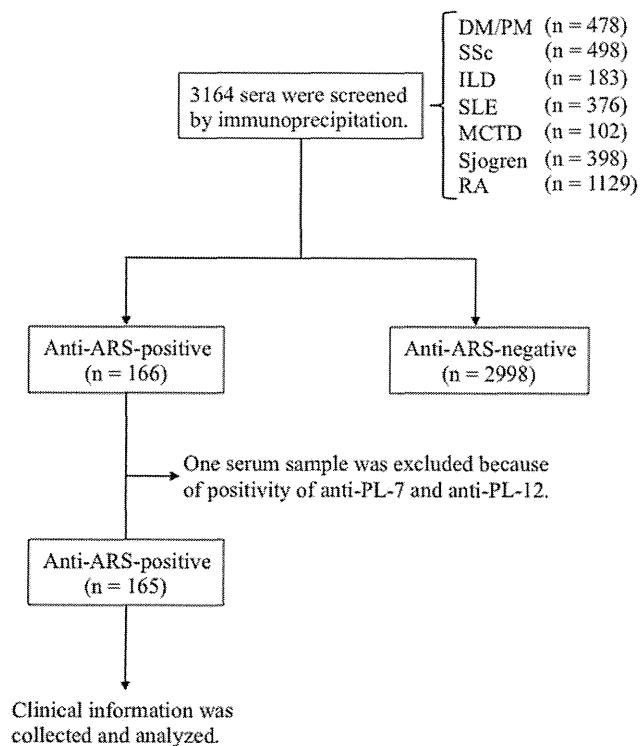 3164 sera were screened
by immunoprecipitation.
DM/PM (n = 478)
SSc (n = 498)
ILD (n = 183)
SLE (n = 376)
MCTD (n = 102)
Sjogren (n = 398)
RA (n = 1129)
Anti-ARS-positive
(n = 166)
Anti-ARS-negative
(n = 2998)
One serum sample was excluded because
of positivity of anti-PL-7 and anti-PL-12.
Anti-ARS-positive
(n = 165)
Clinical information was
collected and analyzed.